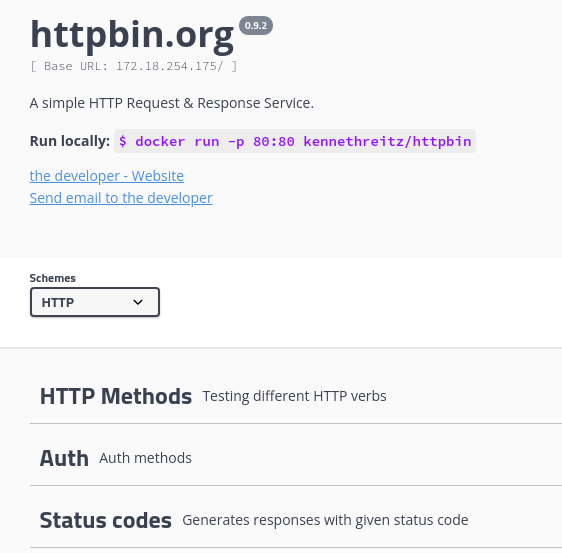 httpbin.org 0.9.2
[ Base URL: 172.18.254.175/ ]
A simple HTTP Request & Response Service.
Run locally: $ docker run -p 80:80 kennethreitz/httpbin
the developer - Website
Send email to the developer
Schemes
HTTP
HTTP Methods Testing different HTTP verbs
Auth Auth methods
Status codes Generates responses with given status code